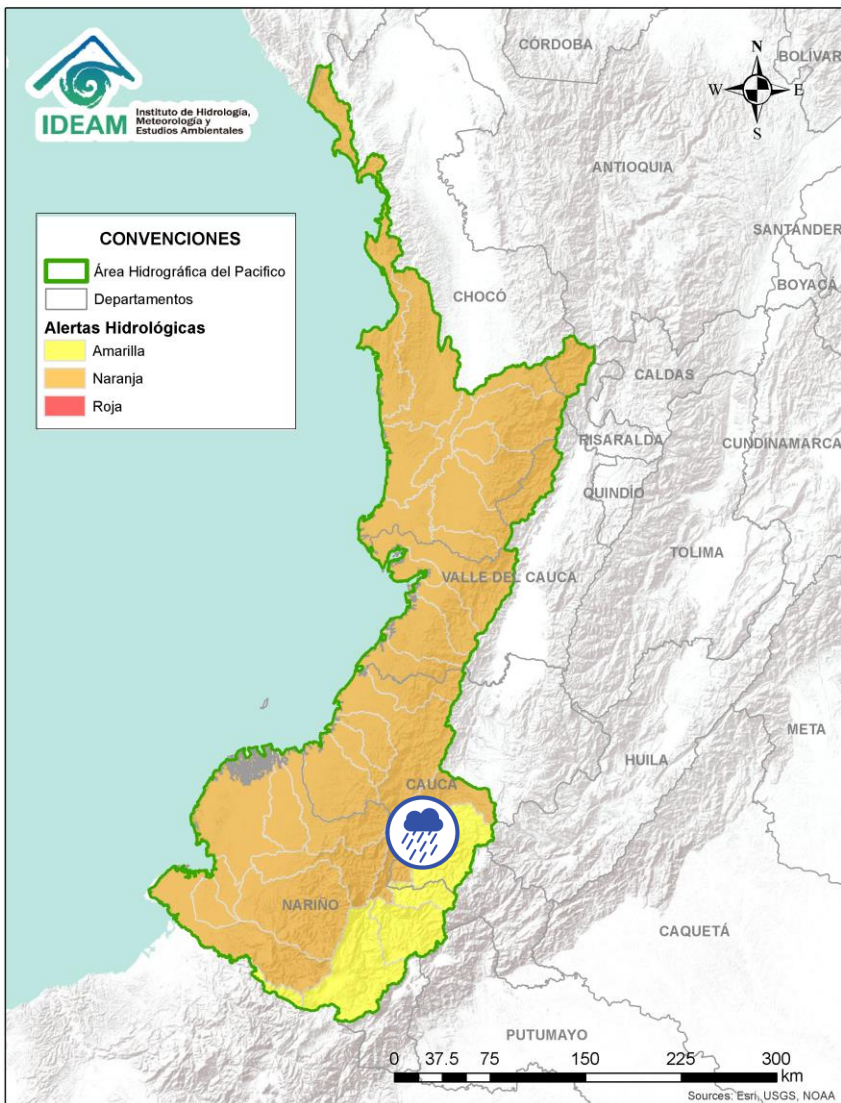 IDEAM
Instituto de Hidrología,
Meteorología y
Estudios Ambientales
CONVENCIONES
Área Hidrográfica del Pacifico
Departamentos
Alertas Hidrológicas
Amarilla
Naranja
Roja
N
W
E
S
CÓRDOBA
BOLÍVAR
ANTIOQUIA
SANTANDER
BOYACÁ
CHOCÓ
CALDAS
RISARALDA
CUNDINAMARCA
QUINDÍO
TOLIMA
VALLE DEL CAUCA
META
HUILA
CAUCA
NARIÑO
CAQUETÁ
PUTUMAYO
0 37.5 75 150 225 300
km
Sources: Esri, USGS, NOAA